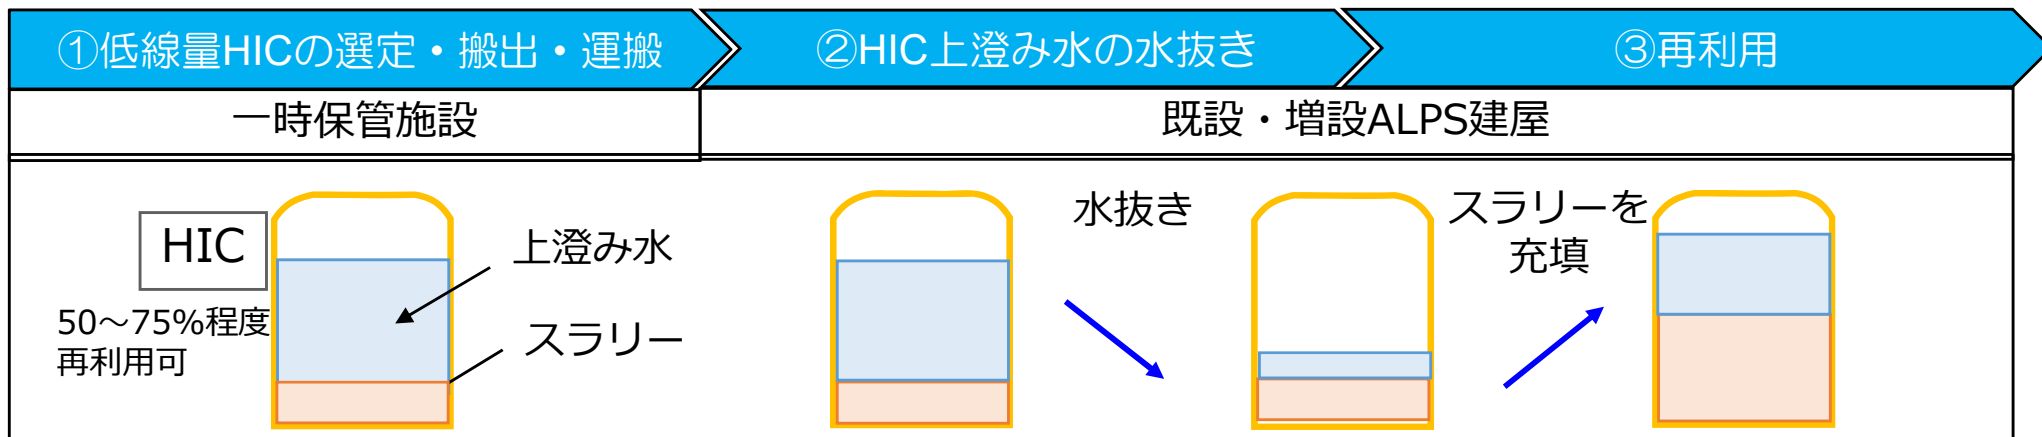 ①低線量HICの選定・搬出・運搬
②HIC上澄み水の水抜き
③再利用
一時保管施設
既設・増設ALPS建屋
HIC
50～75%程度
再利用可
上澄み水
スラリー
水抜き
スラリーを
充填